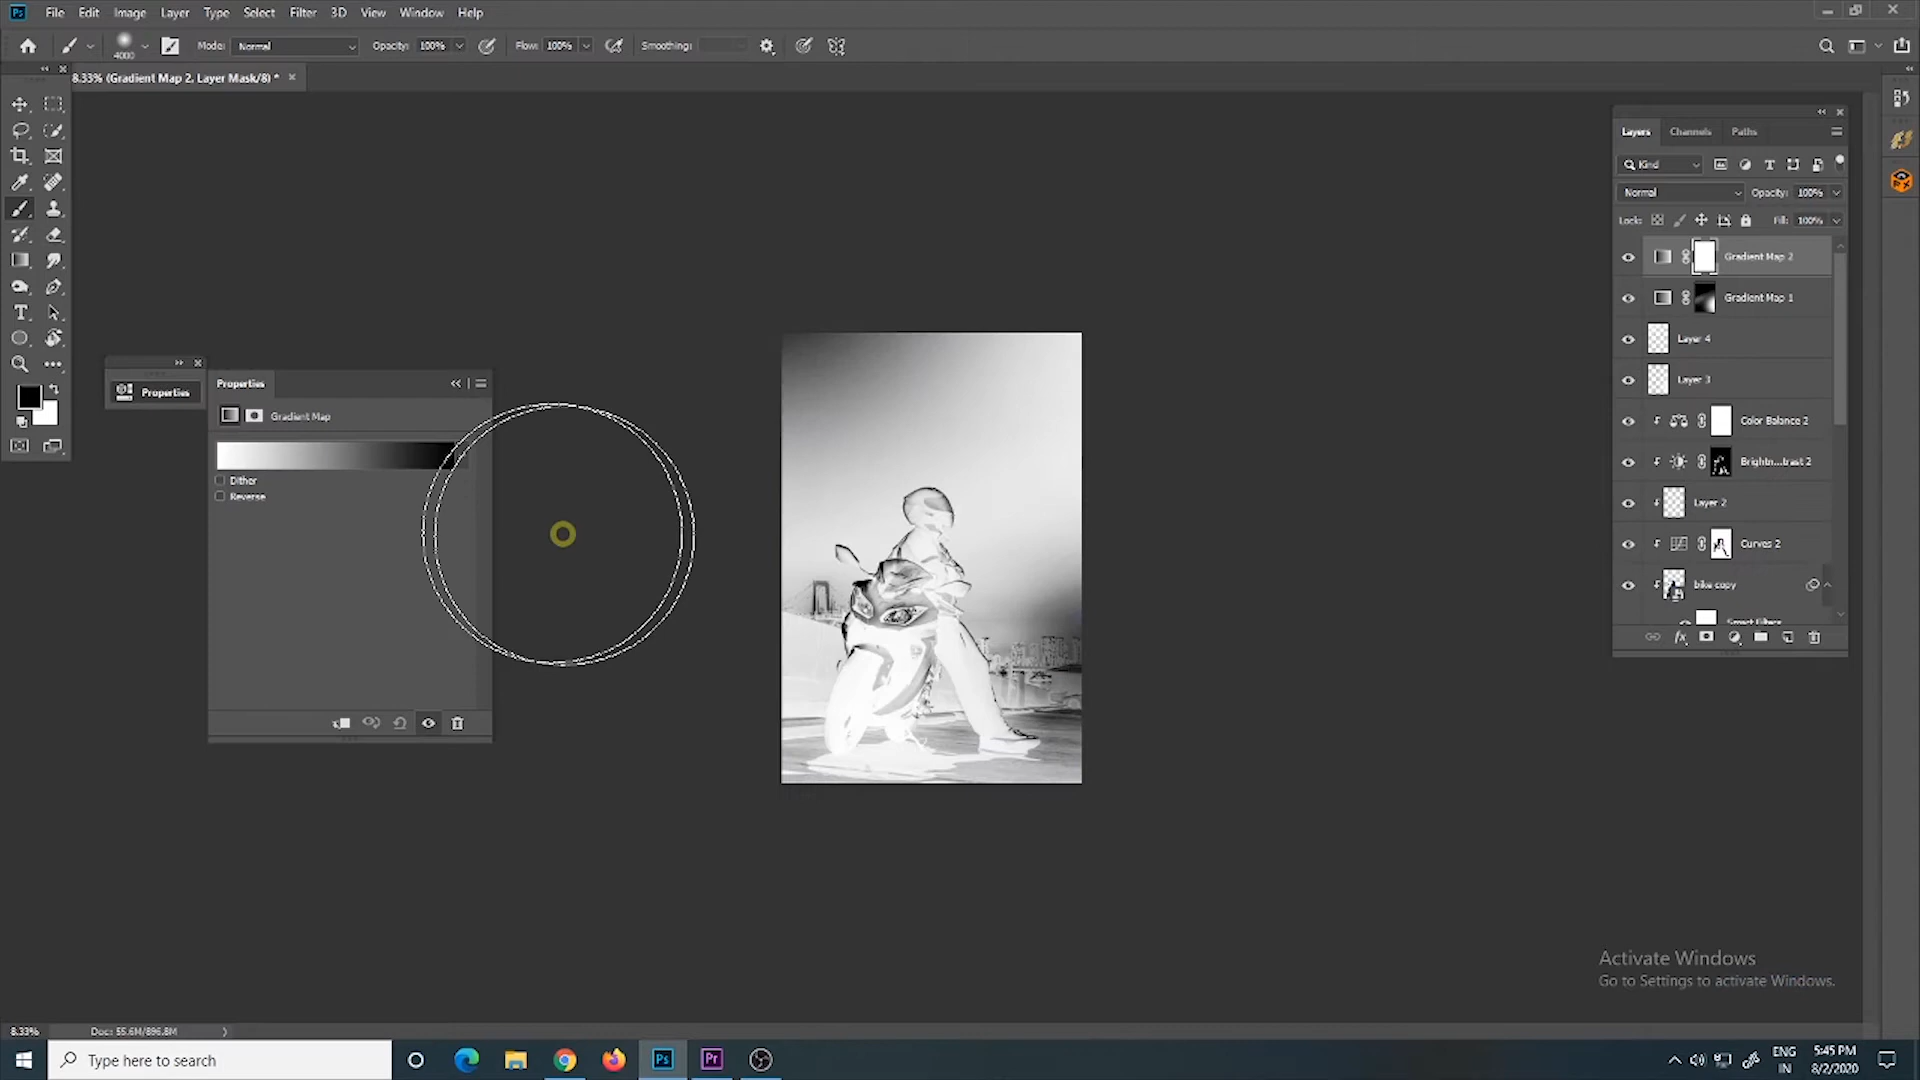 Ps File Edit Image Layer Type Select Filter 3D View Window Help
4000 Mode: Normal Opacity: 100% Flow: 100% Smoothing:
8.33% (Gradient Map 2, Layer Mask/8) *
Layers Channels Paths
Kind
Normal Opacity: 100%
Lock: Fill: 100%
Gradient Map 2
Gradient Map 1
Layer 4
Layer 3
Color Balance 2
Brightn...trast 2
Layer 2
Curves 2
bike copy
Smart Filters
Properties
Properties
Gradient Map
Dither
Reverse
T
Activate Windows
Go to Settings to activate Windows.
8.33% Doc: 55.6M/896.8M
Type here to search
Ps Pr
ENG
IN
5:45 PM
8/2/2020